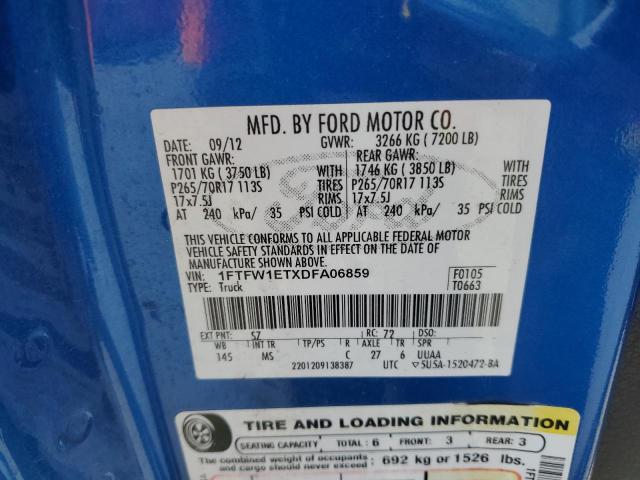 MFD. BY FORD MOTOR CO.
DATE: 09/12 GVWR: 3266 KG ( 7200 LB)
FRONT GAWR: REAR GAWR:
1701 KG ( 3750 LB) WITH 1746 KG ( 3850 LB) WITH
P265/70R17 113S TIRES P265/70R17 113S TIRES
17x7.5J RIMS 17x7.5J RIMS
AT 240 kPa/ 35 PSI COLD AT 240 kPa/ 35 PSI COLD
THIS VEHICLE CONFORMS TO ALL APPLICABLE FEDERAL MOTOR
VEHICLE SAFETY STANDARDS IN EFFECT ON THE DATE OF
MANUFACTURE SHOWN ABOVE.
VIN: 1FTFW1ETXDFA06859 F0105
TYPE: Truck T0663
EXT PNT: SZ RC: 72 DSO:
WB INT TR TP/PS R AXLE TR SPR
145 MS C 27 6 UUAA
2201209138387 UTC ▽5USA-1520472-BA
TIRE AND LOADING INFORMATION
SEATING CAPACITY TOTAL : 6 FRONT: 3 REAR: 3
The combined weight of occupants
and cargo should never exceed : 692 kg or 1526 lbs.